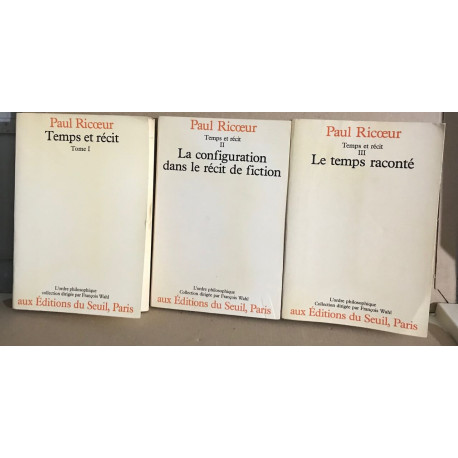 Paul Ricœur
Temps et récit
Tome I
L'ordre philosophique
collection dirigée par François Wahl
aux Éditions du Seuil, Paris
Paul Ricœur
Temps et récit
II
La configuration
dans le récit de fiction
L'ordre philosophique
Collection dirigée par François Wahl
aux Éditions du Seuil, Paris
Paul Ricœur
Temps et récit
III
Le temps raconté
L'ordre philosophique
Collection dirigée par François Wahl
aux Éditions du Seuil, Paris